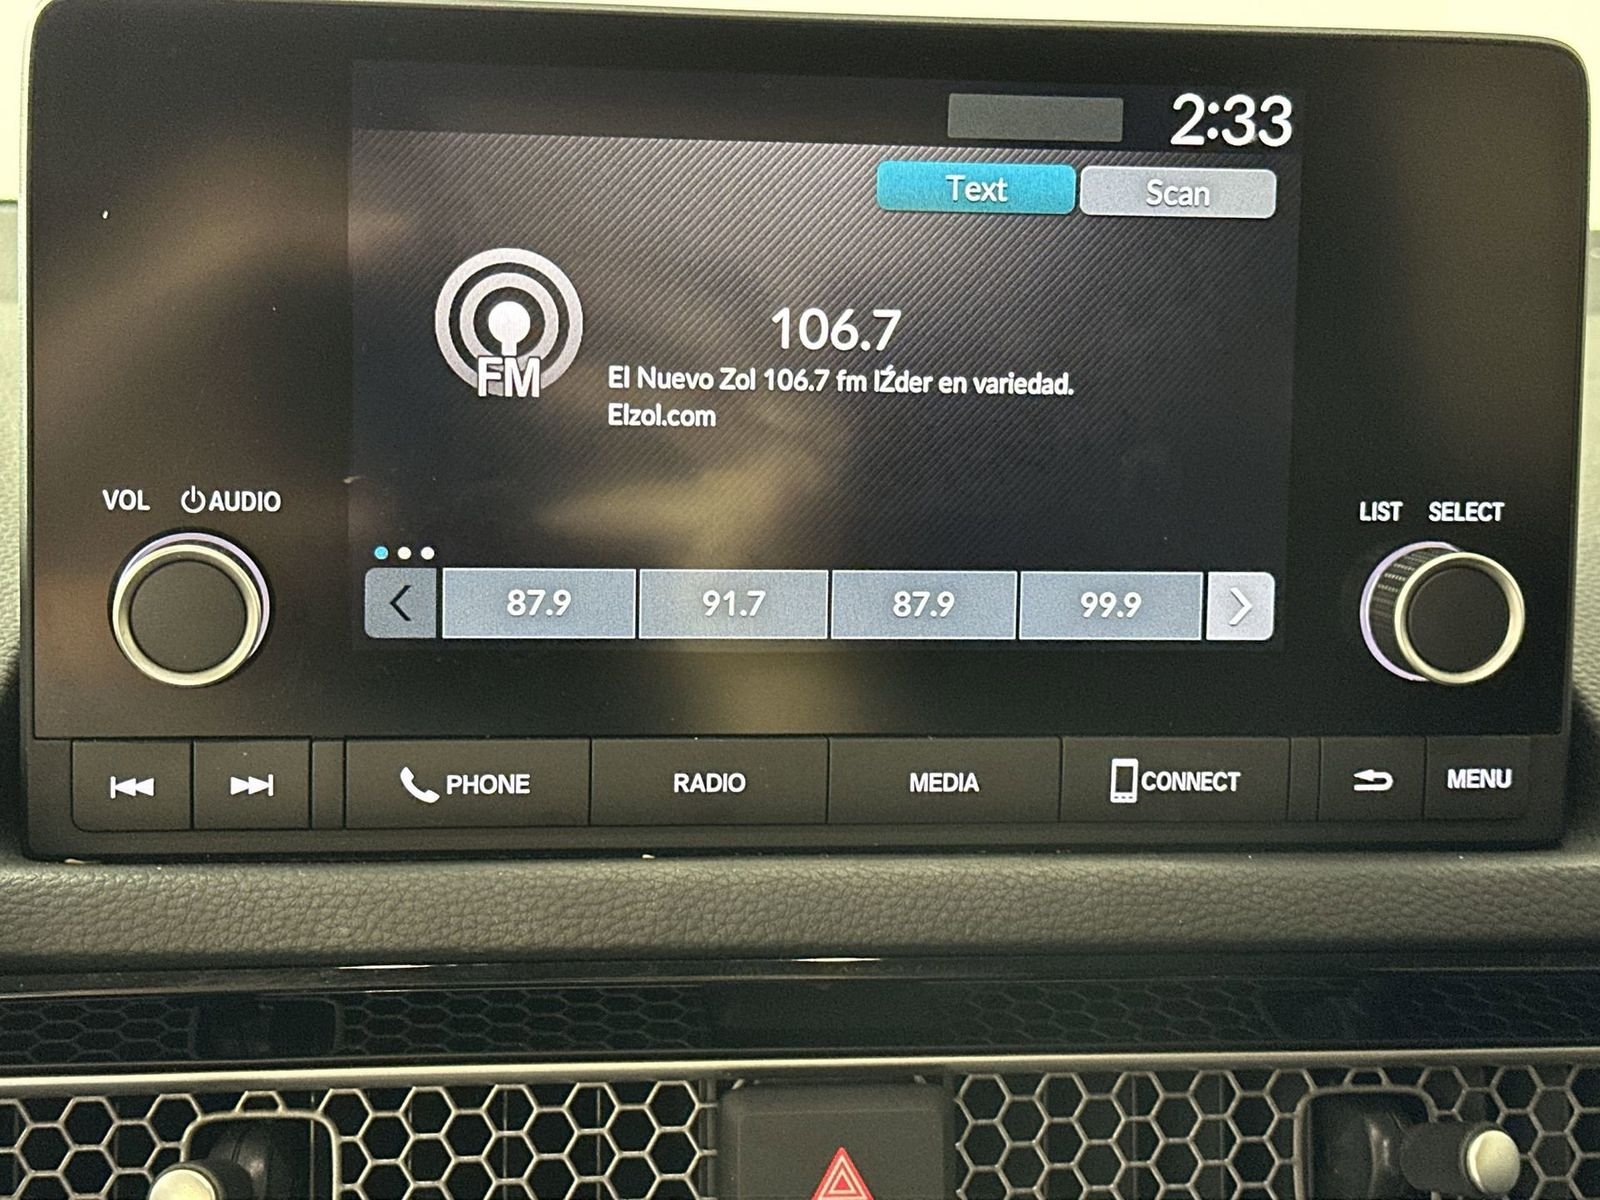 2:33
Text Scan
106.7
FM
El Nuevo Zol 106.7 fm lŹder en variedad.
Elzol.com
VOL AUDIO
LIST SELECT
87.9 91.7 87.9 99.9
PHONE RADIO MEDIA CONNECT MENU